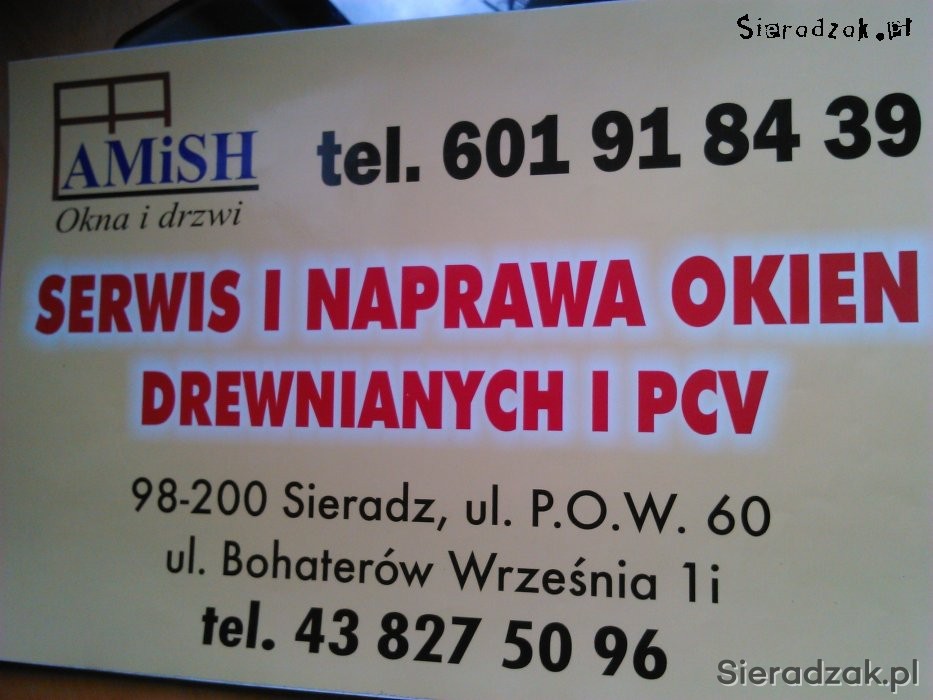 Sieradzak.pl
AMiSH
Okna i drzwi
tel. 601 91 84 39
SERWIS I NAPRAWA OKIEN
DREWNIANYCH I PCV
98-200 Sieradz, ul. P.O.W. 60
ul. Bohaterów Września 1i
tel. 43 827 50 96
Sieradzak.pl